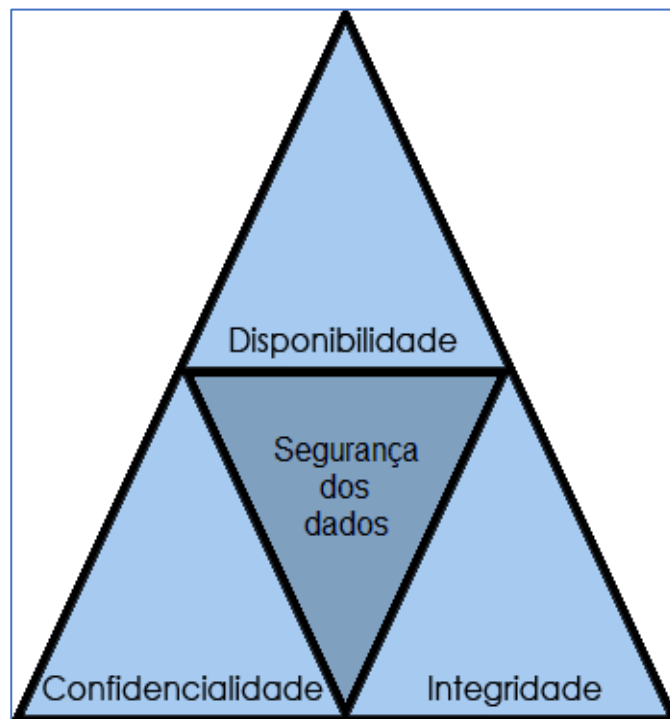 Disponibilidade
Segurança
dos
dados
Confidencialidade
Integridade